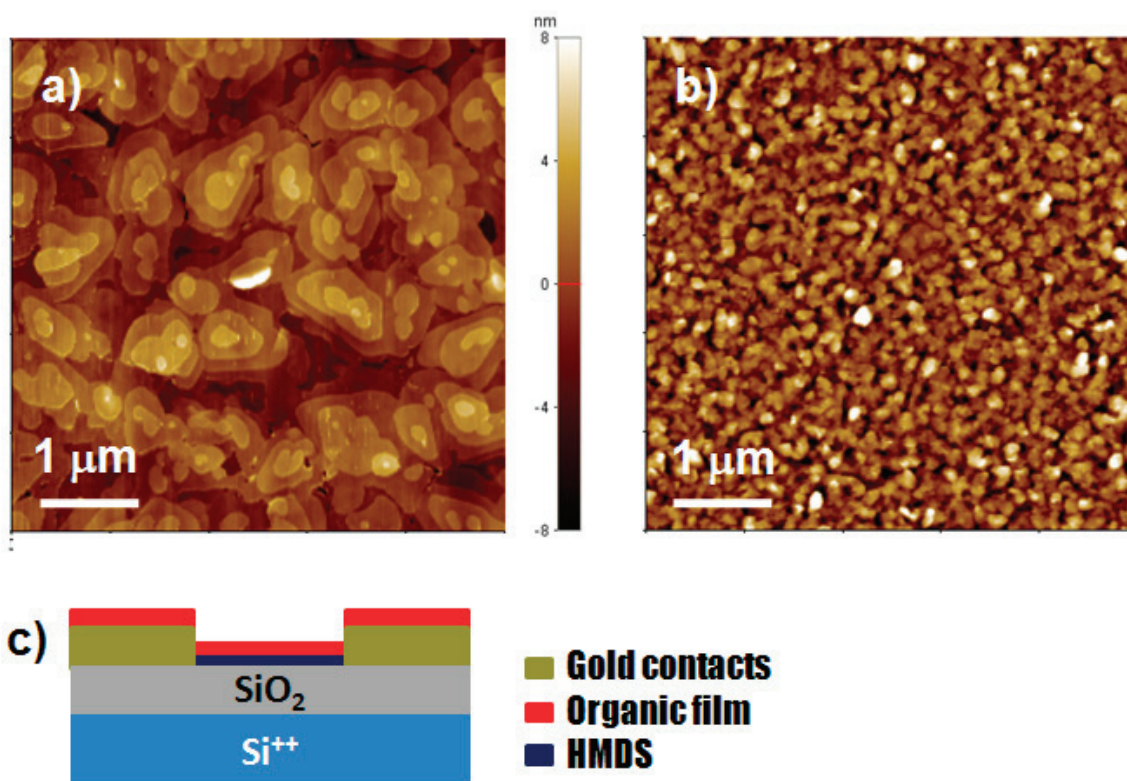 a)
1 μm
nm
8
4
0
-4
-8
b)
1 μm
c)
SiO₂
Si⁺⁺
Gold contacts
Organic film
HMDS